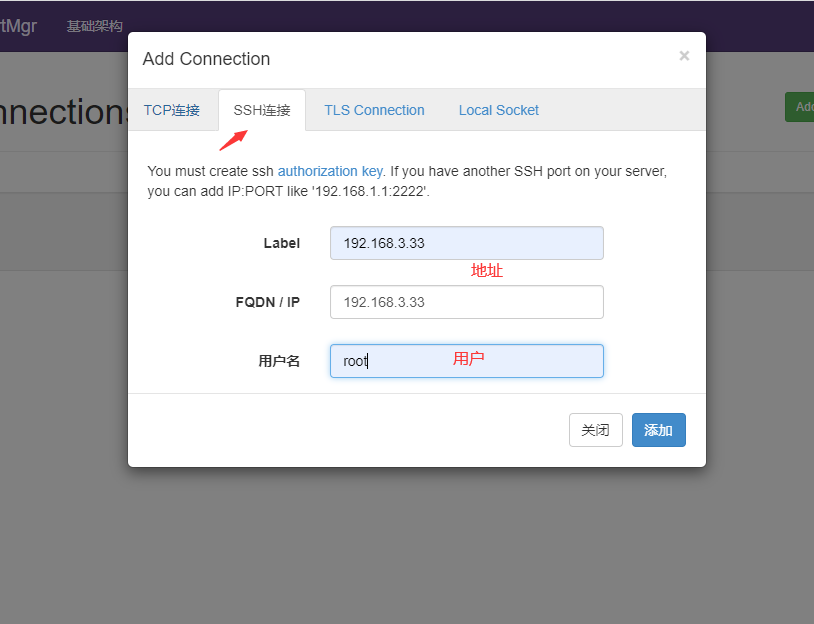 tMgr 基础架构
Add Connection ×
nnections
Add
TCP连接 SSH连接 TLS Connection Local Socket
You must create ssh authorization key. If you have another SSH port on your server,
you can add IP:PORT like '192.168.1.1:2222'.
Label 192.168.3.33
地址
FQDN / IP 192.168.3.33
用户名 root 用户
关闭 添加